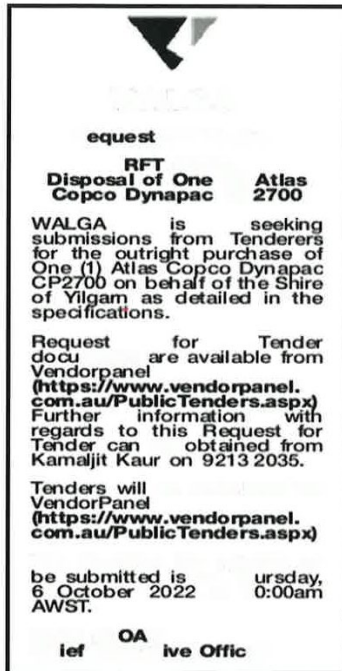 equest
RFT
Disposal of One Atlas
Copco Dynapac 2700
WALGA is seeking
submissions from Tenderers
for the outright purchase of
One (1) Atlas Copco Dynapac
CP2700 on behalf of the Shire
of Yilgarn as detailed in the
specifications.
Request for Tender
docu are available from
Vendorpanel
(https://www.vendorpanel.
com.au/PublicTenders.aspx)
Further information with
regards to this Request for
Tender can obtained from
Kamaljit Kaur on 9213 2035.
Tenders will
VendorPanel
(https://www.vendorpanel.
com.au/PublicTenders.aspx)
be submitted is ursday,
6 October 2022 0:00am
AWST.
OA
ief ive Offic